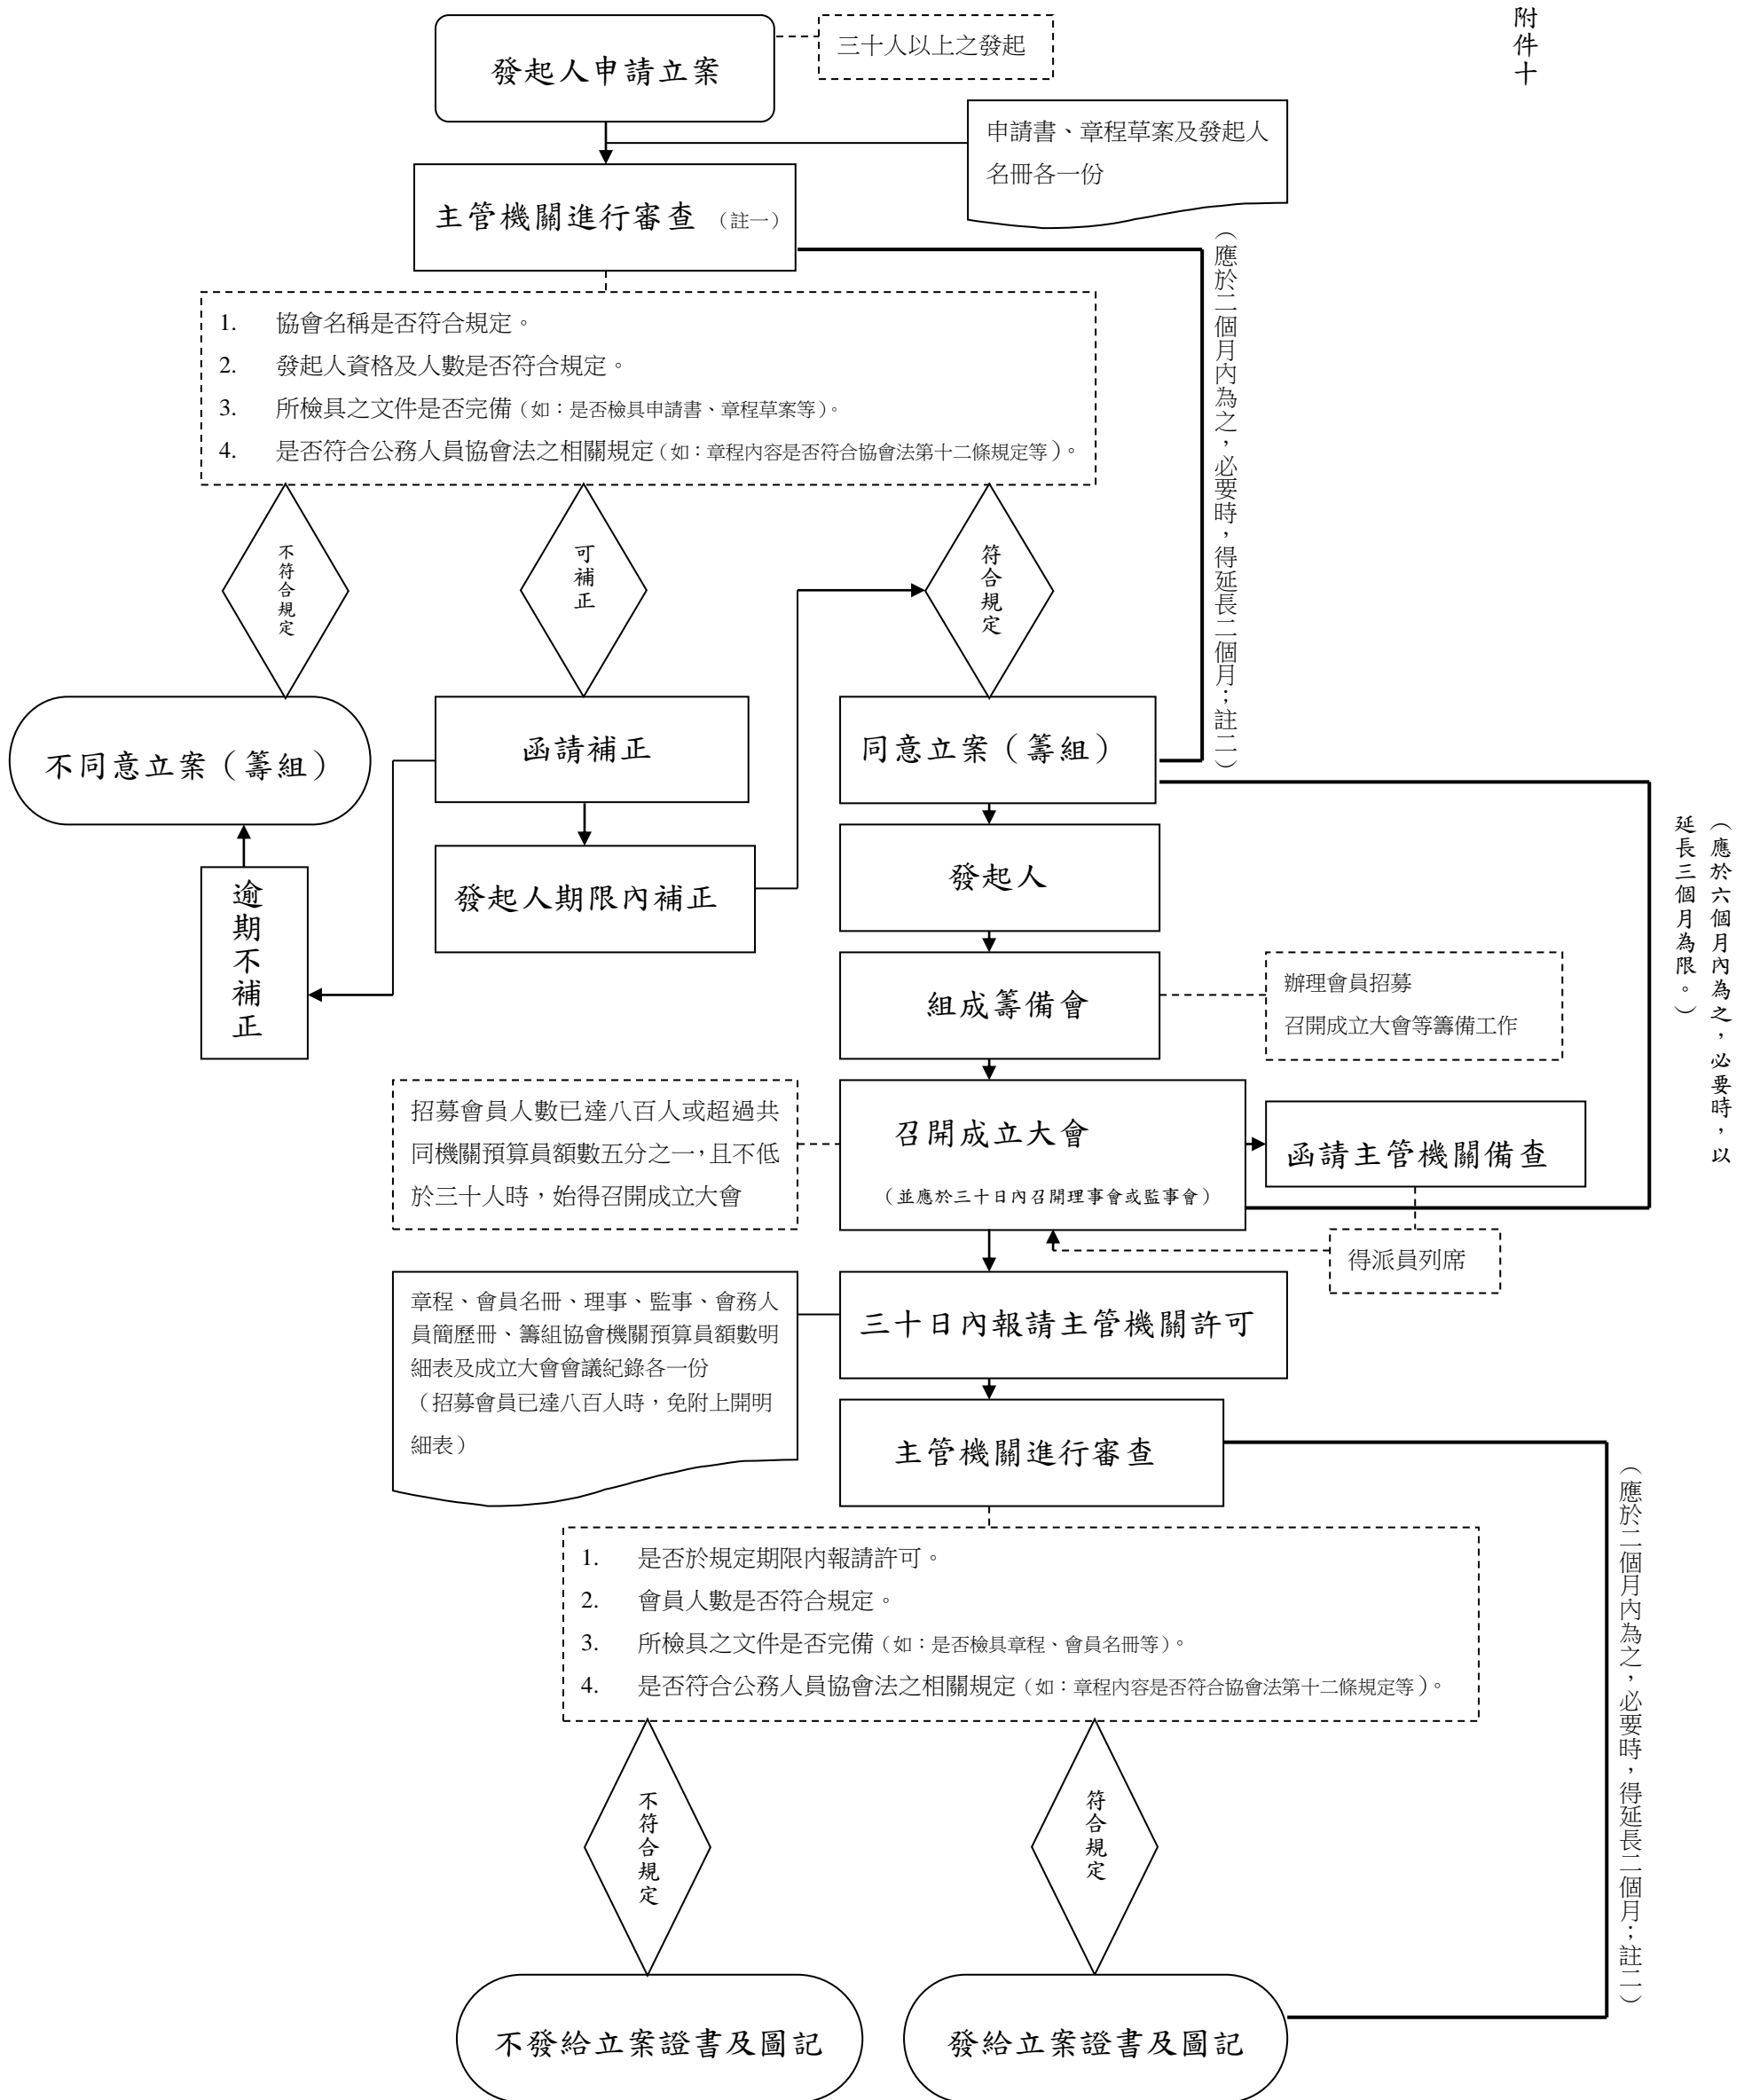 附件十
發起人申請立案
三十人以上之發起
申請書、章程草案及發起人
名冊各一份
主管機關進行審查（註一）
（應於二個月內為之，必要時，得延長二個月；註二）
1. 協會名稱是否符合規定。
2. 發起人資格及人數是否符合規定。
3. 所檢具之文件是否完備（如：是否檢具申請書、章程草案等）。
4. 是否符合公務人員協會法之相關規定（如：章程內容是否符合協會法第十二條規定等）。
不符合規定
可補正
符合規定
不同意立案（籌組）
函請補正
同意立案（籌組）
（應於六個月內為之，必要時，以
延長三個月為限。）
發起人
發起人期限內補正
逾期不補正
組成籌備會
辦理會員招募
召開成立大會等籌備工作
招募會員人數已達八百人或超過共
同機關預算員額數五分之一，且不低
於三十人時，始得召開成立大會
召開成立大會
（並應於三十日內召開理事會或監事會）
函請主管機關備查
得派員列席
章程、會員名冊、理事、監事、會務人
員簡歷冊、籌組協會機關預算員額數明
細表及成立大會會議紀錄各一份
（招募會員已達八百人時，免附上開明
細表）
三十日內報請主管機關許可
主管機關進行審查
（應於二個月內為之，必要時，得延長二個月；註二）
1. 是否於規定期限內報請許可。
2. 會員人數是否符合規定。
3. 所檢具之文件是否完備（如：是否檢具章程、會員名冊等）。
4. 是否符合公務人員協會法之相關規定（如：章程內容是否符合協會法第十二條規定等）。
不符合規定
符合規定
不發給立案證書及圖記
發給立案證書及圖記